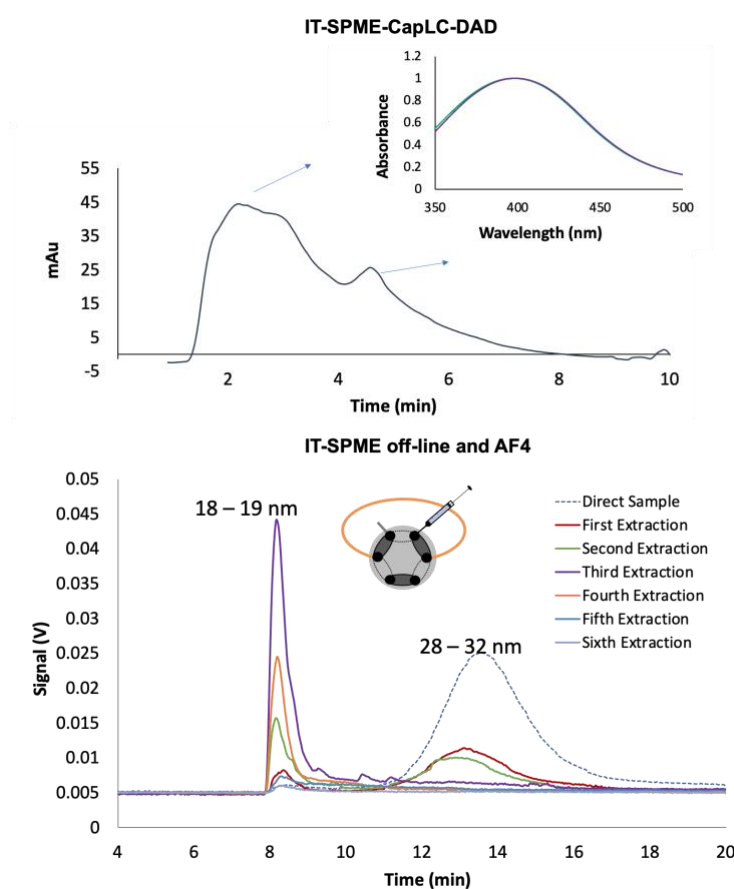 IT-SPME-CapLC-DAD
1.2
1
0.8
0.6
0.4
0.2
0
Absorbance
350
400
450
500
Wavelength (nm)
55
45
35
25
15
5
-5
mAu
2
4
6
8
10
Time (min)
IT-SPME off-line and AF4
0.05
0.045
0.04
0.035
0.03
0.025
0.02
0.015
0.01
0.005
0
Signal (V)
18 – 19 nm
28 – 32 nm
Direct Sample
First Extraction
Second Extraction
Third Extraction
Fourth Extraction
Fifth Extraction
Sixth Extraction
4
6
8
10
12
14
16
18
20
Time (min)